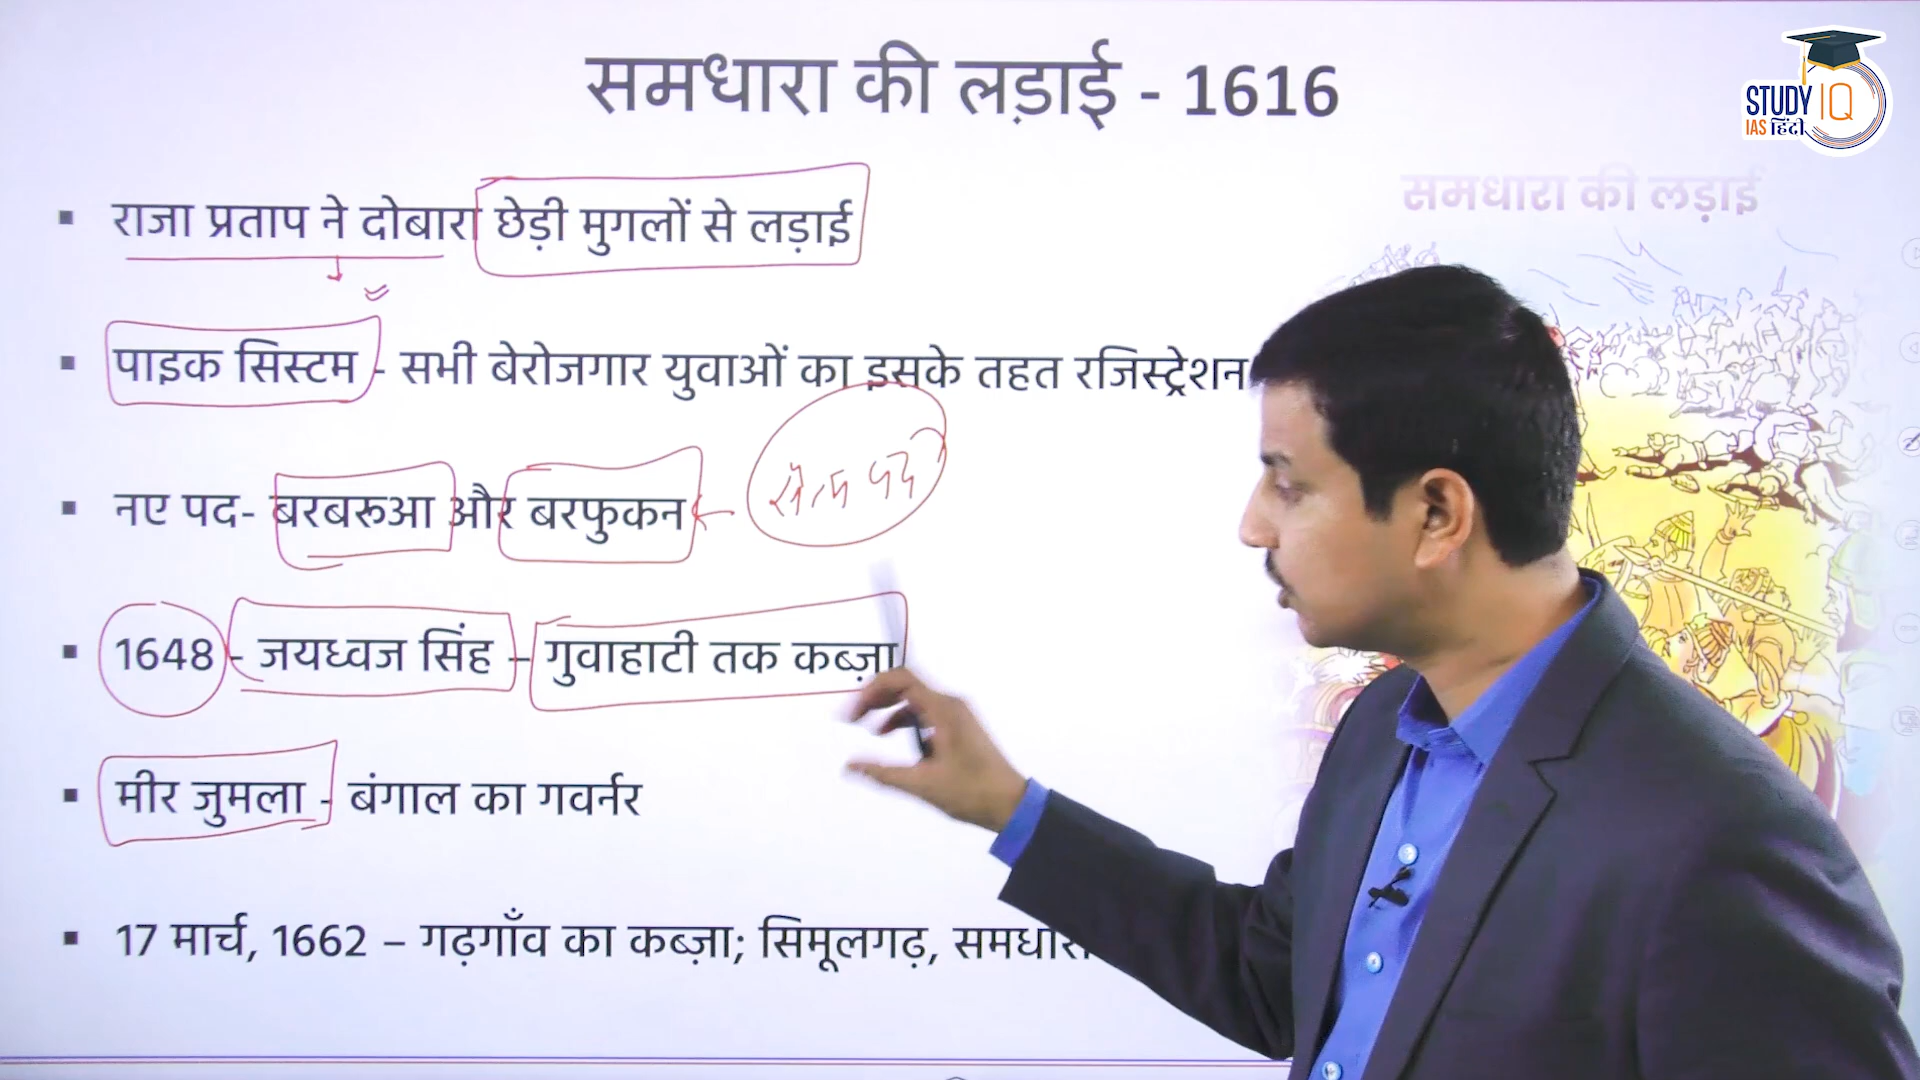 समधारा की लड़ाई - 1616
STUDY IQ
IAS हिंदी
समधारा की लड़ाई
राजा प्रताप ने दोबारा छेड़ी मुगलों से लड़ाई
पाइक सिस्टम - सभी बेरोजगार युवाओं का इसके तहत रजिस्ट्रेशन
नए पद- बरबरूआ और बरफुकन
1648 - जयध्वज सिंह – गुवाहाटी तक कब्ज़ा
मीर जुमला - बंगाल का गवर्नर
17 मार्च, 1662 – गढ़गाँव का कब्ज़ा; सिमूलगढ़,